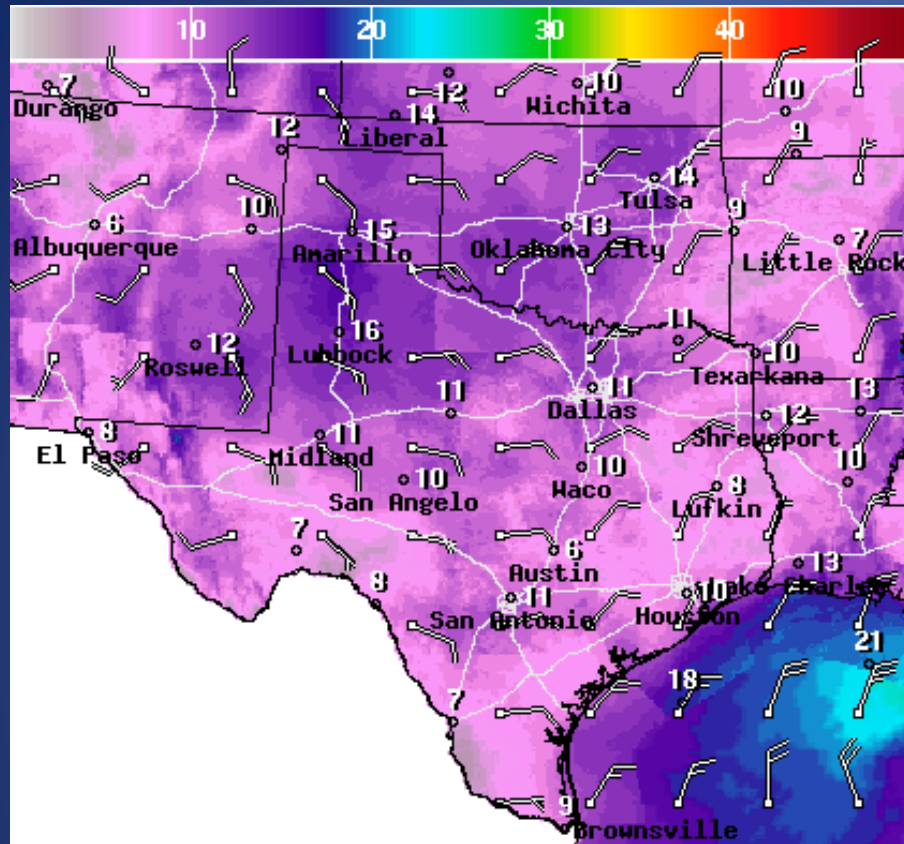 10 20 30 40
7 12 10 10
Durango Wichita
14
Liberal
12 9
14
Tulsa
6 10 15 13 9 7
Albuquerque Amarillo Oklahoma City Little Rock
12 16 11 10
Roswell Lubbock Texarkana
11 11 12 13
Dallas Shreveport
8 11
El Paso Midland
10 10 8 10
San Angelo Waco Lufkin
7 6 13
Austin
8 11 10 Lake Charles
San Antonio Houston
21
18
7
9
Brownsville